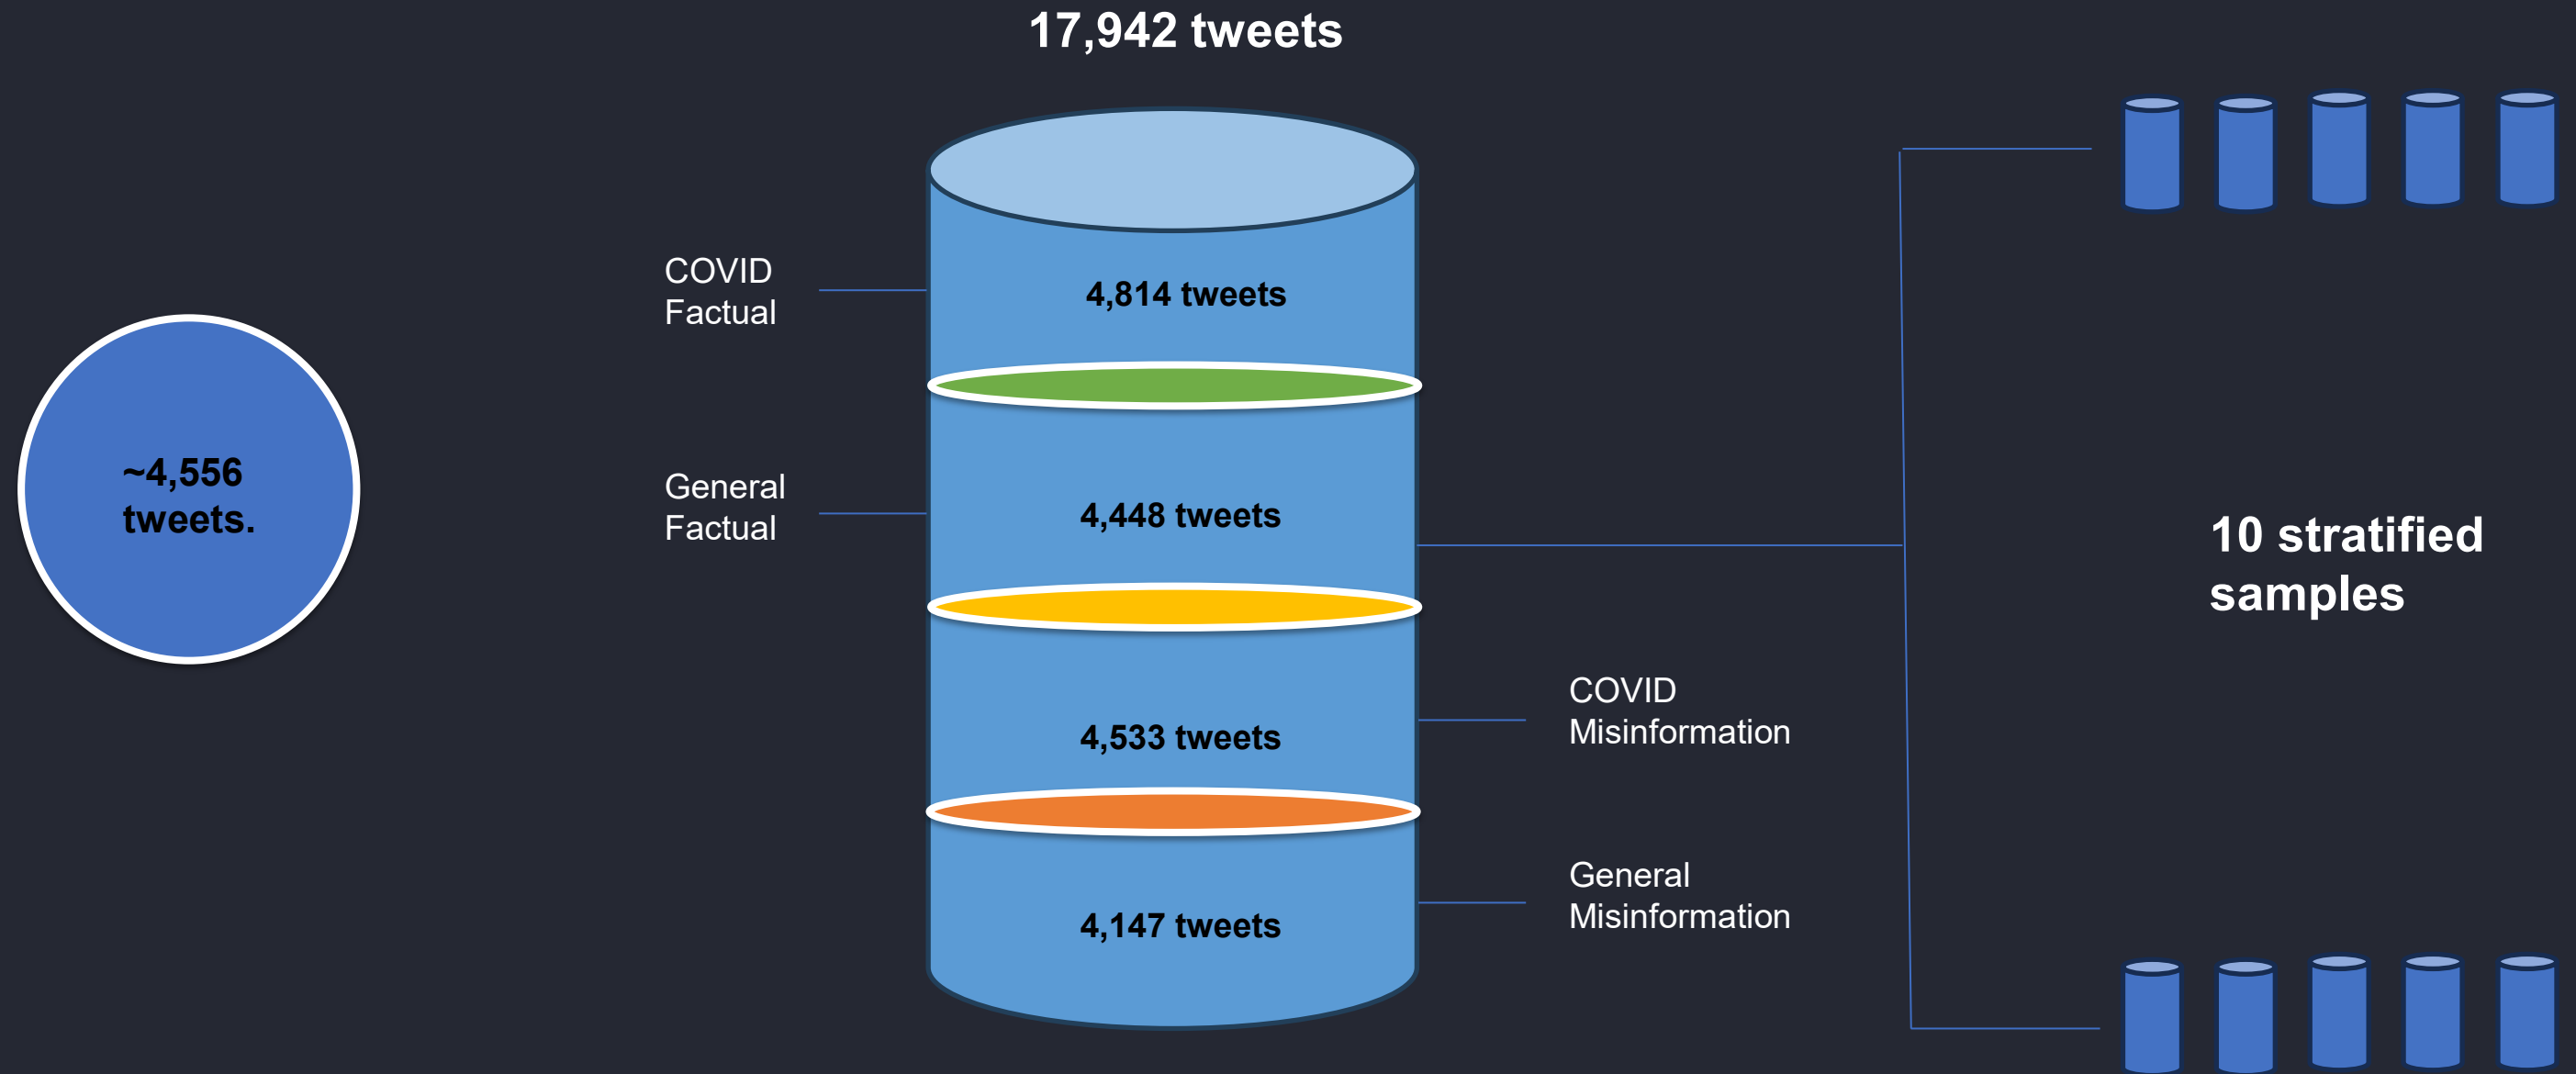 17,942 tweets
COVID
Factual
4,814 tweets
~4,556
tweets.
General
Factual
4,448 tweets
10 stratified
samples
COVID
Misinformation
4,533 tweets
General
Misinformation
4,147 tweets